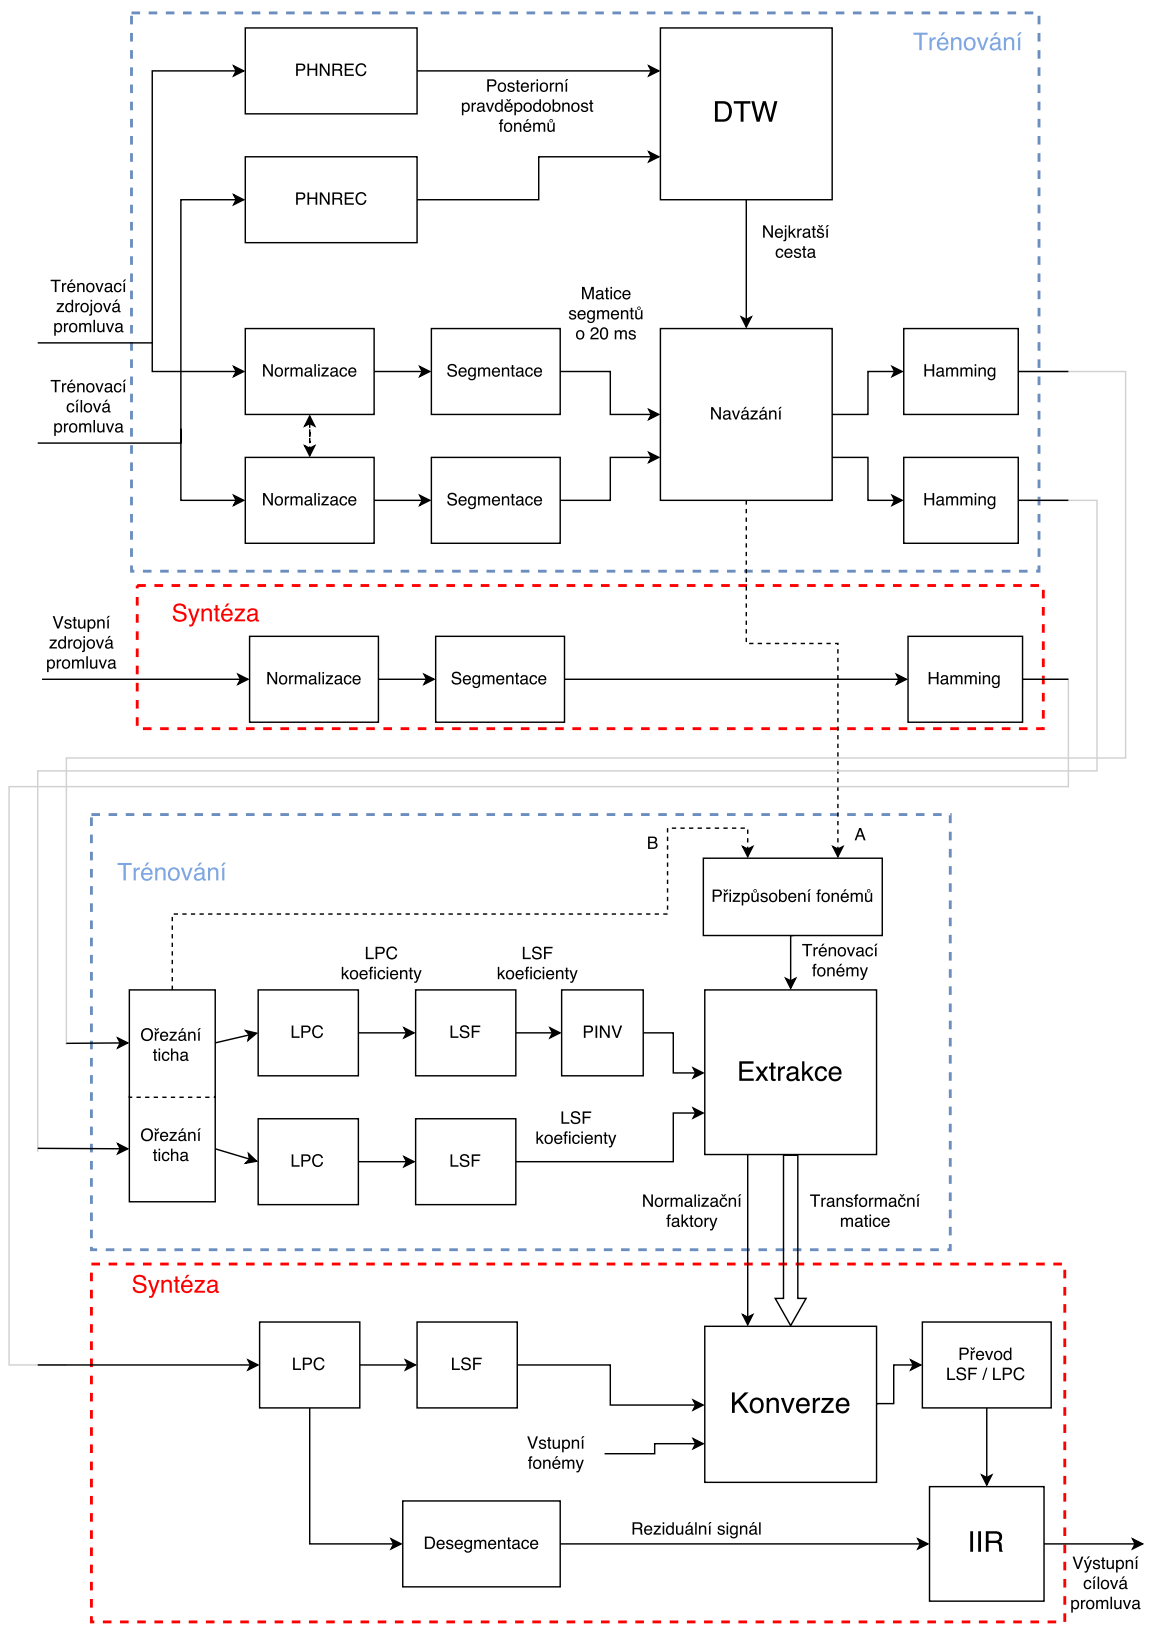 Trénování
PHNREC
Posteriorní
pravděpodobnost
fonémů
DTW
PHNREC
Nejkratší
cesta
Trénovací
zdrojová
promluva
Matice
segmentů
o 20 ms
Normalizace
Segmentace
Navázání
Hamming
Trénovací
cílová
promluva
Normalizace
Segmentace
Hamming
Syntéza
Vstupní
zdrojová
promluva
Normalizace
Segmentace
Hamming
Trénování
B
A
Přizpůsobení fonémů
Trénovací
fonémy
LPC
koeficienty
LSF
koeficienty
Ořezání
ticha
LPC
LSF
PINV
Extrakce
Ořezání
ticha
LPC
LSF
LSF
koeficienty
Normalizační
faktory
Transformační
matice
Syntéza
LPC
LSF
Konverze
Převod
LSF / LPC
Vstupní
fonémy
Desegmentace
Reziduální signál
IIR
Výstupní
cílová
promluva